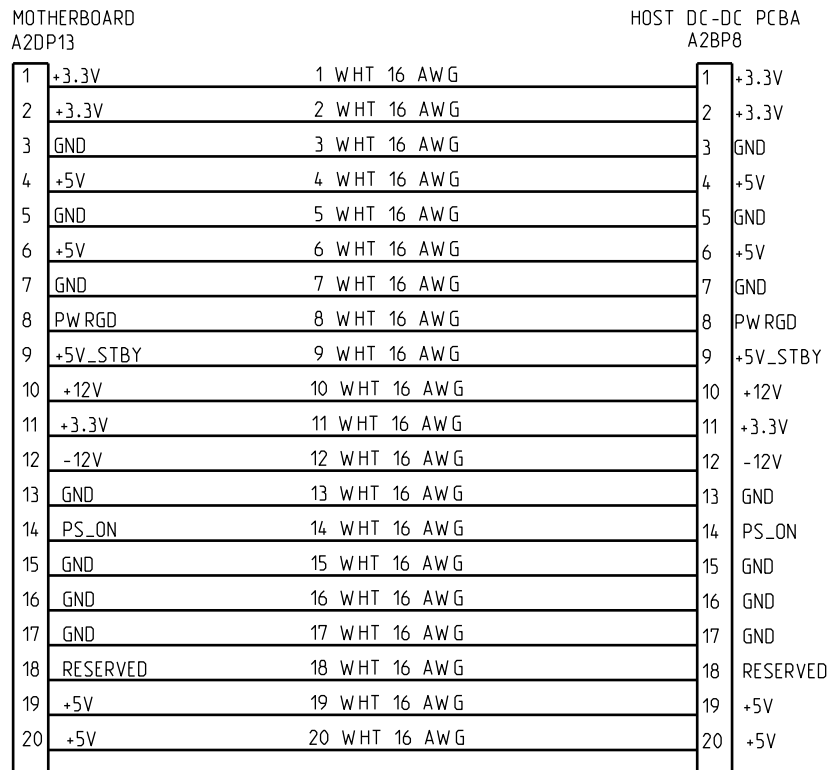 MOTHERBOARD HOST DC-DC PCBA
A2DP13 A2BP8
1 +3.3V 1 WHT 16 AWG 1 +3.3V
2 +3.3V 2 WHT 16 AWG 2 +3.3V
3 GND 3 WHT 16 AWG 3 GND
4 +5V 4 WHT 16 AWG 4 +5V
5 GND 5 WHT 16 AWG 5 GND
6 +5V 6 WHT 16 AWG 6 +5V
7 GND 7 WHT 16 AWG 7 GND
8 PWRGD 8 WHT 16 AWG 8 PWRGD
9 +5V_STBY 9 WHT 16 AWG 9 +5V_STBY
10 +12V 10 WHT 16 AWG 10 +12V
11 +3.3V 11 WHT 16 AWG 11 +3.3V
12 -12V 12 WHT 16 AWG 12 -12V
13 GND 13 WHT 16 AWG 13 GND
14 PS_ON 14 WHT 16 AWG 14 PS_ON
15 GND 15 WHT 16 AWG 15 GND
16 GND 16 WHT 16 AWG 16 GND
17 GND 17 WHT 16 AWG 17 GND
18 RESERVED 18 WHT 16 AWG 18 RESERVED
19 +5V 19 WHT 16 AWG 19 +5V
20 +5V 20 WHT 16 AWG 20 +5V